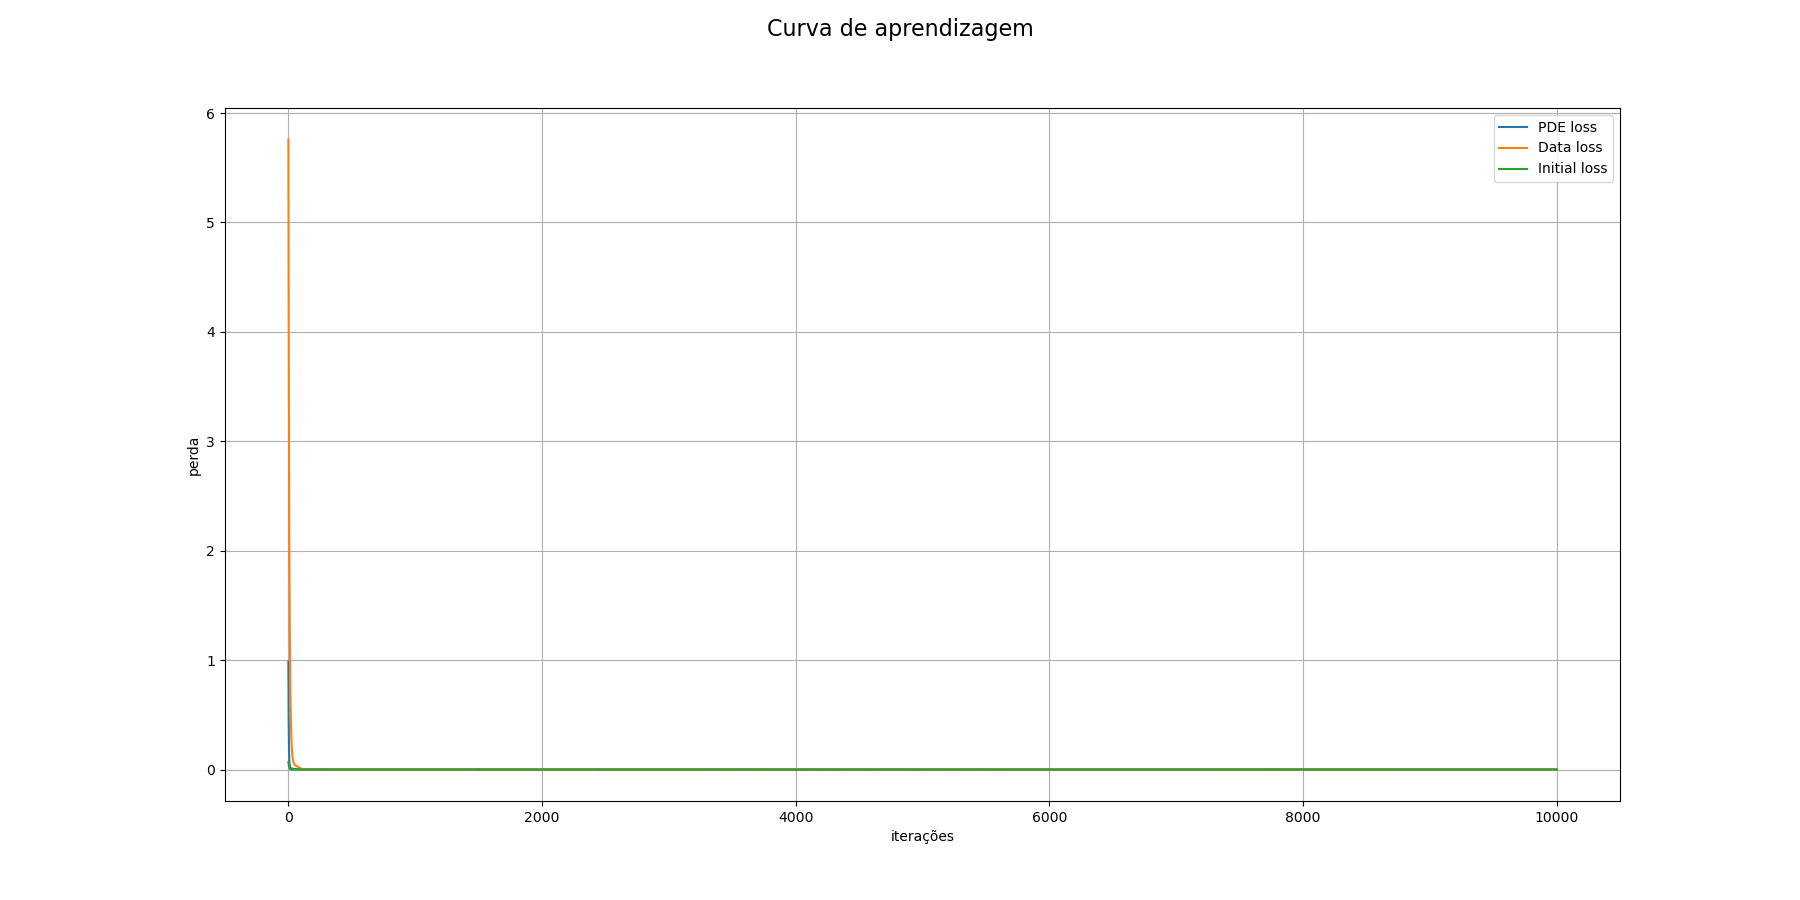 Curva de aprendizagem
6
5
4
3
2
1
0
perda
PDE loss
Data loss
Initial loss
0 2000 4000 6000 8000 10000
iterações